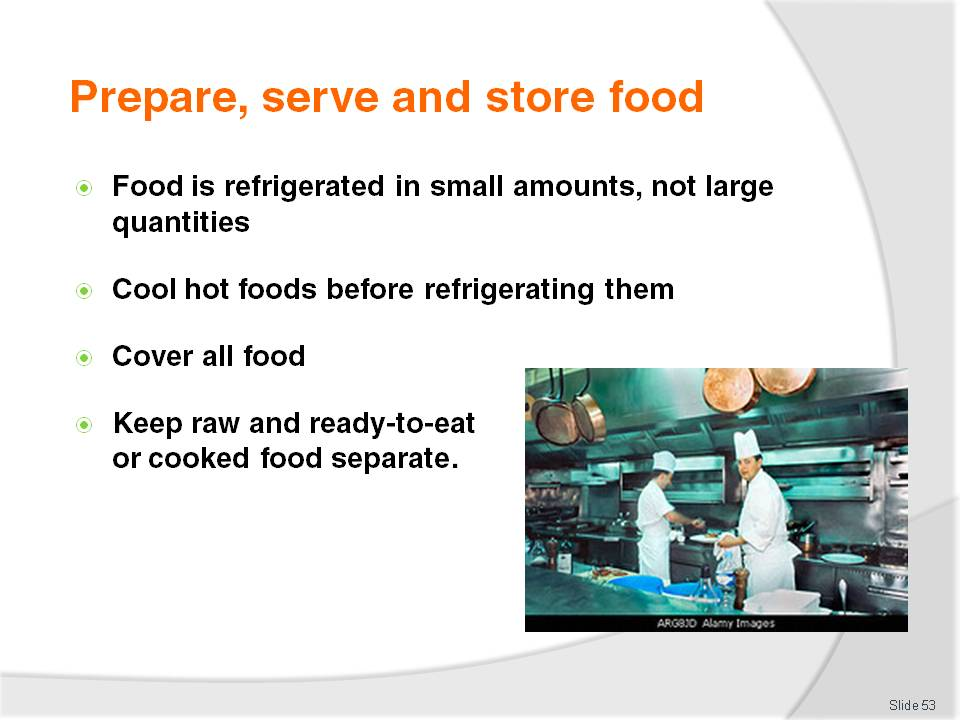 Prepare, serve and store food
Food is refrigerated in small amounts, not large
quantities
Cool hot foods before refrigerating them
Cover all food
Keep raw and ready-to-eat
or cooked food separate.
ARGBJD Alamy Images
Slide 53